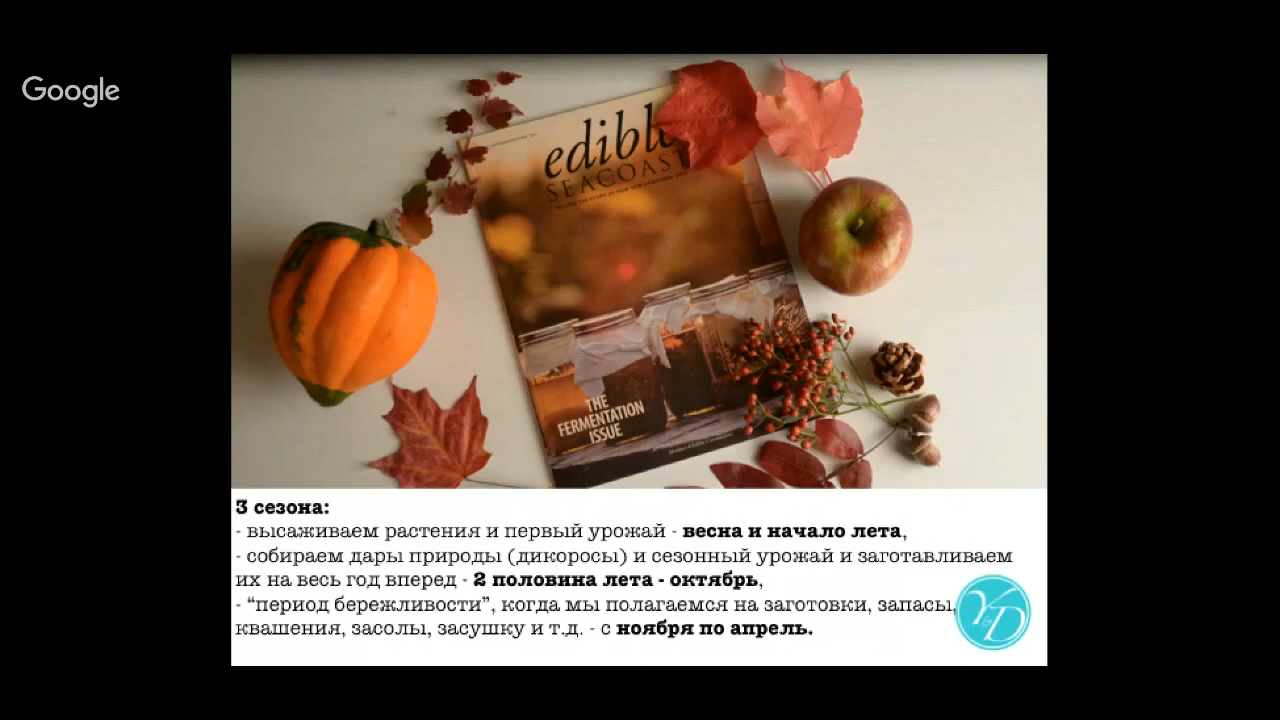 Google
edible
SEACOAST
THE
FERMENTATION
ISSUE
3 сезона:
- высаживаем растения и первый урожай - весна и начало лета,
- собираем дары природы (дикоросы) и сезонный урожай и заготавливаем
их на весь год вперед - 2 половина лета - октябрь,
- “период бережливости”, когда мы полагаемся на заготовки, запасы,
квашения, засолы, засушку и т.д. - с ноября по апрель.
Y&D